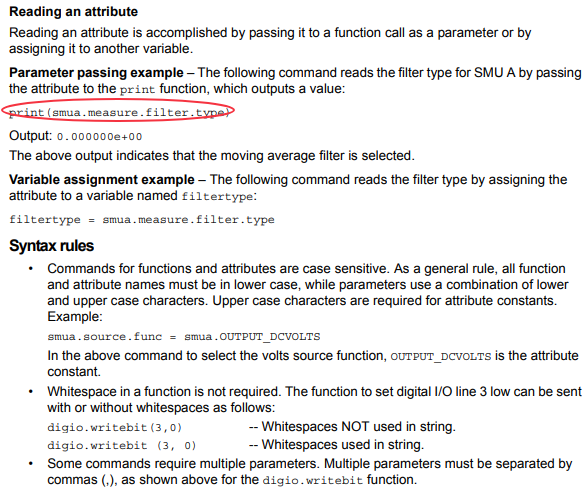 Reading an attribute
Reading an attribute is accomplished by passing it to a function call as a parameter or by
assigning it to another variable.
Parameter passing example – The following command reads the filter type for SMU A by passing
the attribute to the print function, which outputs a value:
print(smua.measure.filter.type)
Output: 0.000000e+00
The above output indicates that the moving average filter is selected.
Variable assignment example – The following command reads the filter type by assigning the
attribute to a variable named filtertype:
filtertype = smua.measure.filter.type
Syntax rules
• Commands for functions and attributes are case sensitive. As a general rule, all function
and attribute names must be in lower case, while parameters use a combination of lower
and upper case characters. Upper case characters are required for attribute constants.
Example:
smua.source.func = smua.OUTPUT_DCVOLTS
In the above command to select the volts source function, OUTPUT_DCVOLTS is the attribute
constant.
• Whitespace in a function is not required. The function to set digital I/O line 3 low can be sent
with or without whitespaces as follows:
digio.writebit(3,0) -- Whitespaces NOT used in string.
digio.writebit (3, 0) -- Whitespaces used in string.
• Some commands require multiple parameters. Multiple parameters must be separated by
commas (,), as shown above for the digio.writebit function.